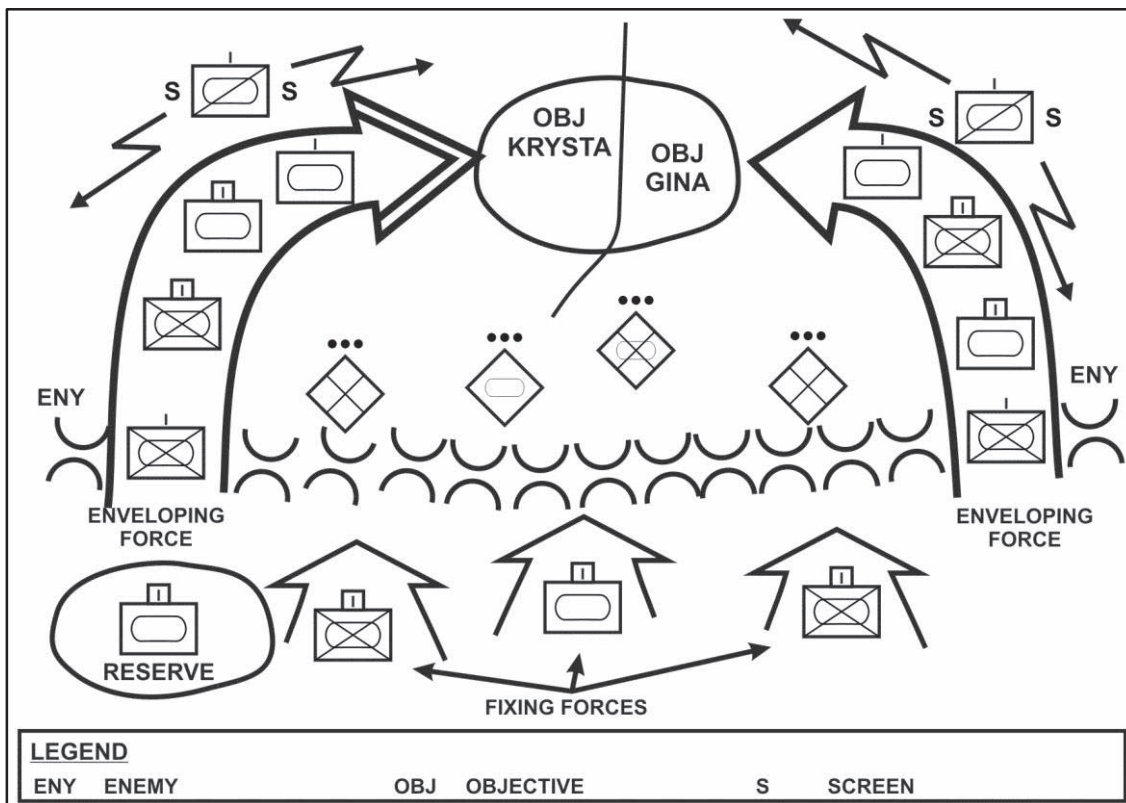 S S
OBJ
KRYSTA
OBJ
GINA
S S
ENY
ENY
ENVELOPING
FORCE
ENVELOPING
FORCE
RESERVE
FIXING FORCES
LEGEND
ENY ENEMY OBJ OBJECTIVE S SCREEN